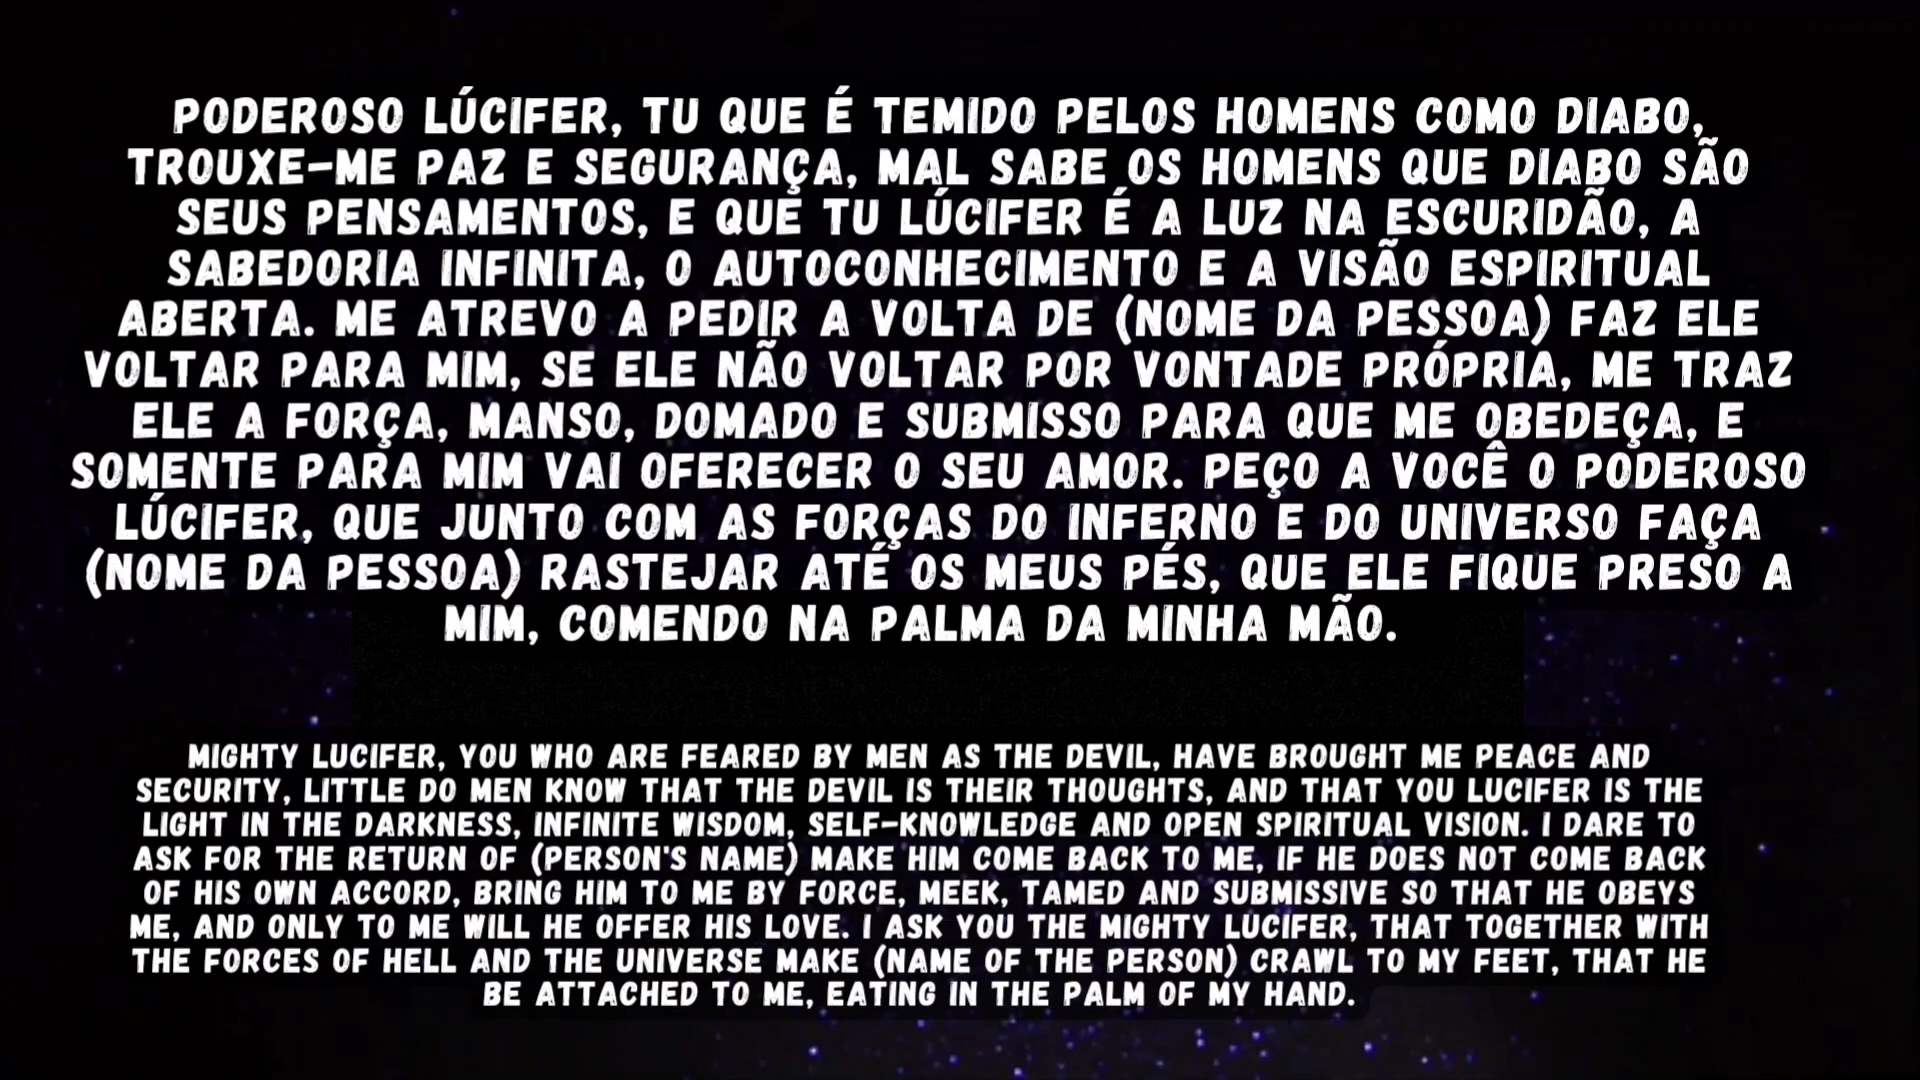 PODEROSO LÚCIFER, TU QUE É TEMIDO PELOS HOMENS COMO DIABO,
TROUXE-ME PAZ E SEGURANÇA, MAL SABE OS HOMENS QUE DIABO SÃO
SEUS PENSAMENTOS, E QUE TU LÚCIFER É A LUZ NA ESCURIDÃO, A
SABEDORIA INFINITA, O AUTOCONHECIMENTO E A VISÃO ESPIRITUAL
ABERTA. ME ATREVO A PEDIR A VOLTA DE (NOME DA PESSOA) FAZ ELE
VOLTAR PARA MIM, SE ELE NÃO VOLTAR POR VONTADE PRÓPRIA, ME TRAZ
ELE A FORÇA, MANSO, DOMADO E SUBMISSO PARA QUE ME OBEDEÇA, E
SOMENTE PARA MIM VAI OFERECER O SEU AMOR. PEÇO A VOCÊ O PODEROSO
LÚCIFER, QUE JUNTO COM AS FORÇAS DO INFERNO E DO UNIVERSO FAÇA
(NOME DA PESSOA) RASTEJAR ATÉ OS MEUS PÉS, QUE ELE FIQUE PRESO A
MIM, COMENDO NA PALMA DA MINHA MÃO.
MIGHTY LUCIFER, YOU WHO ARE FEARED BY MEN AS THE DEVIL, HAVE BROUGHT ME PEACE AND
SECURITY, LITTLE DO MEN KNOW THAT THE DEVIL IS THEIR THOUGHTS, AND THAT YOU LUCIFER IS THE
LIGHT IN THE DARKNESS, INFINITE WISDOM, SELF-KNOWLEDGE AND OPEN SPIRITUAL VISION. I DARE TO
ASK FOR THE RETURN OF (PERSON'S NAME) MAKE HIM COME BACK TO ME, IF HE DOES NOT COME BACK
OF HIS OWN ACCORD, BRING HIM TO ME BY FORCE, MEEK, TAMED AND SUBMISSIVE SO THAT HE OBEYS
ME, AND ONLY TO ME WILL HE OFFER HIS LOVE. I ASK YOU THE MIGHTY LUCIFER, THAT TOGETHER WITH
THE FORCES OF HELL AND THE UNIVERSE MAKE (NAME OF THE PERSON) CRAWL TO MY FEET, THAT HE
BE ATTACHED TO ME, EATING IN THE PALM OF MY HAND.